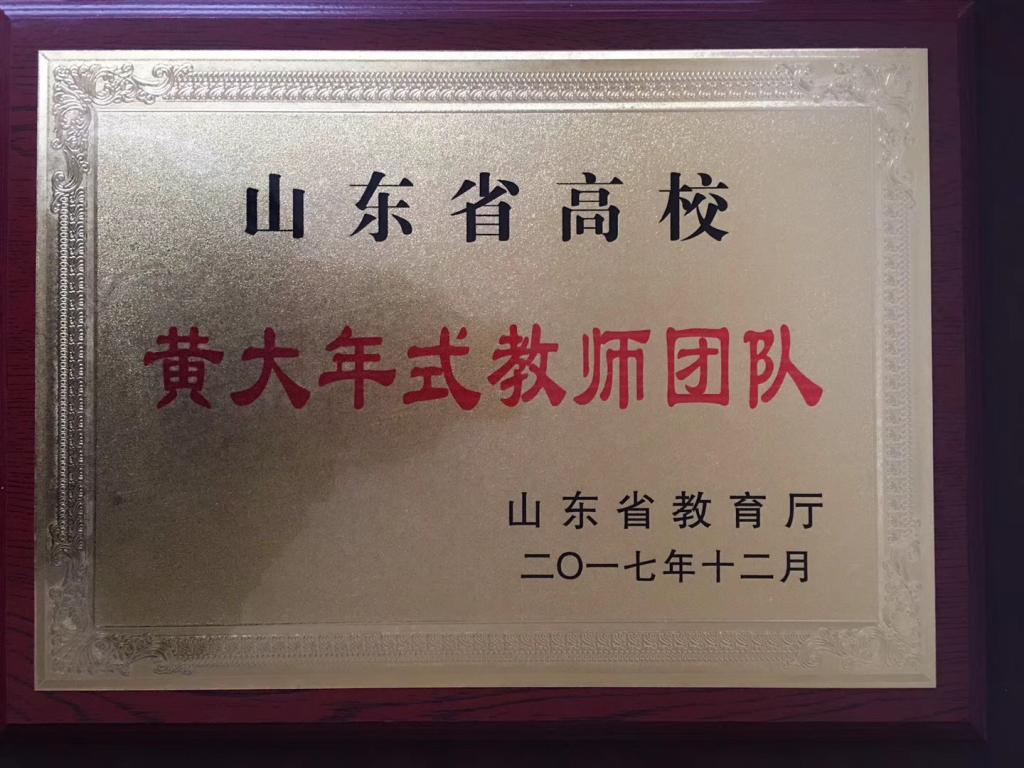 山东省高校
黄大年式教师团队
山东省教育厅
二〇一七年十二月